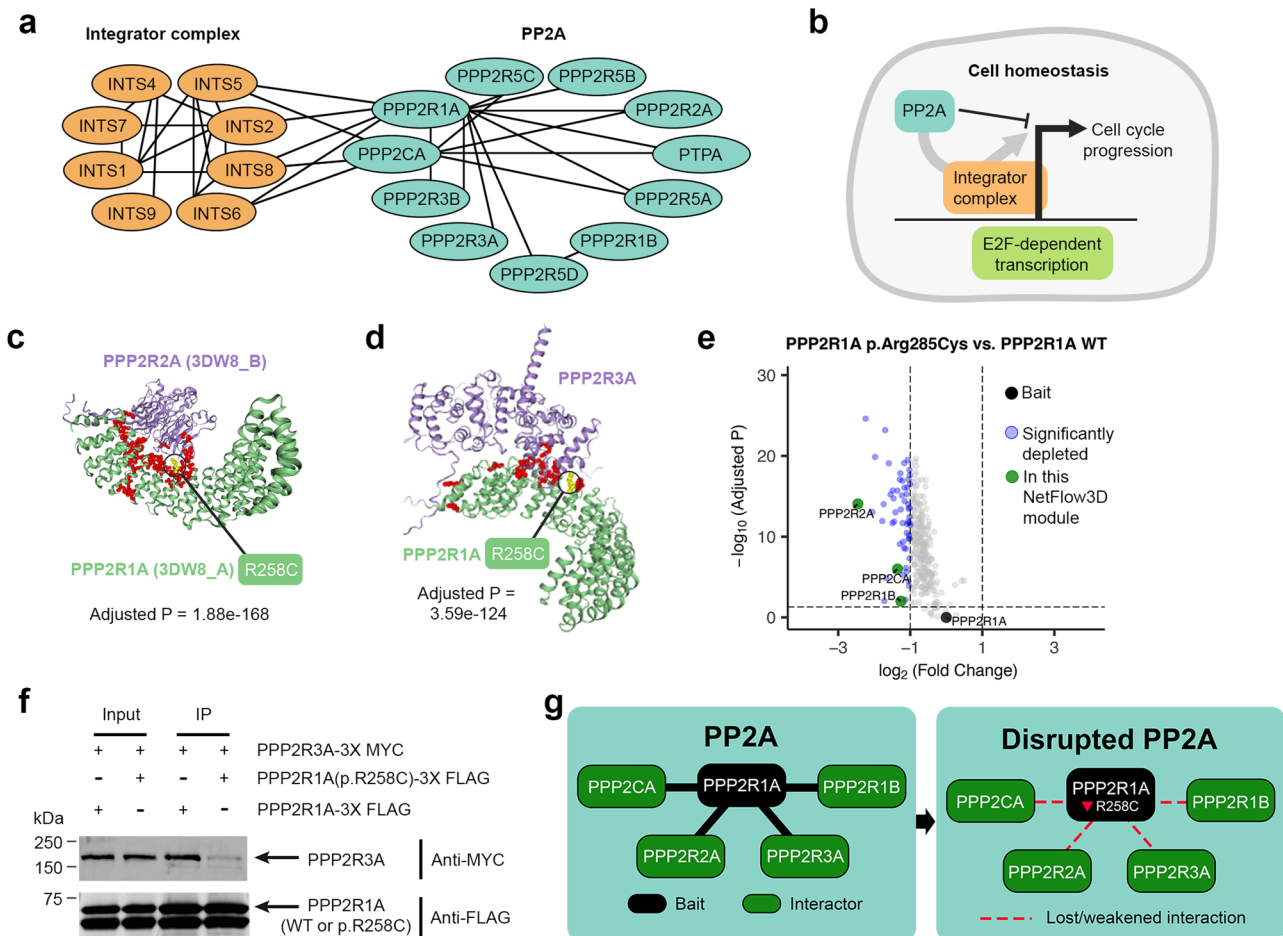 a
Integrator complex
PP2A
INTS4
INTS5
INTS7
INTS2
INTS1
INTS8
INTS9
INTS6
PPP2R5C
PPP2R5B
PPP2R1A
PPP2R2A
PPP2CA
PTPA
PPP2R3B
PPP2R5A
PPP2R3A
PPP2R1B
PPP2R5D
b
Cell homeostasis
PP2A
Cell cycle
progression
Integrator
complex
E2F-dependent
transcription
c
PPP2R2A (3DW8_B)
PPP2R1A (3DW8_A)
R258C
Adjusted P = 1.88e-168
d
PPP2R3A
PPP2R1A
R258C
Adjusted P =
3.59e-124
e
PPP2R1A p.Arg285Cys vs. PPP2R1A WT
−log10 (Adjusted P)
30
20
10
0
−3
−1
1
3
log2 (Fold Change)
PPP2R2A
PPP2CA
PPP2R1B
PPP2R1A
Bait
Significantly
depleted
In this
NetFlow3D
module
f
Input
IP
+ + + + PPP2R3A-3X MYC
- + - + PPP2R1A(p.R258C)-3X FLAG
+ - + - PPP2R1A-3X FLAG
kDa
250
150
PPP2R3A
Anti-MYC
75
PPP2R1A
(WT or p.R258C)
Anti-FLAG
g
PP2A
PPP2CA
PPP2R1A
PPP2R1B
PPP2R2A
PPP2R3A
Bait
Interactor
Disrupted PP2A
PPP2CA
PPP2R1A
R258C
PPP2R1B
PPP2R2A
PPP2R3A
Lost/weakened interaction